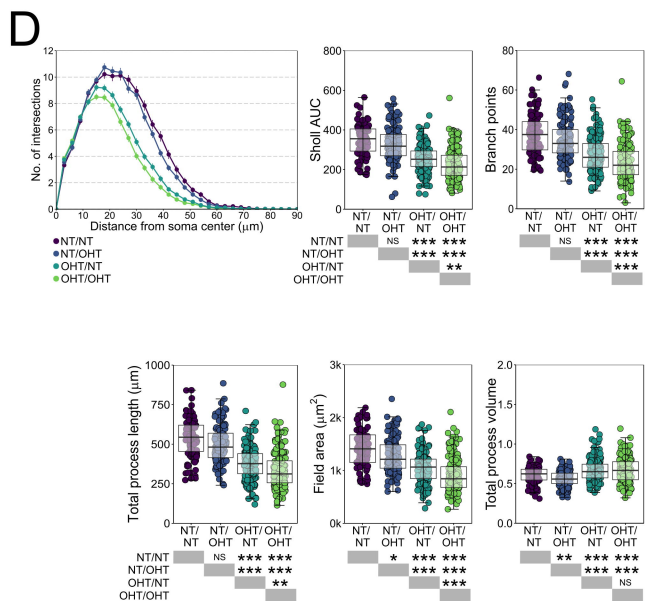 D
No. of intersections
12
10
8
6
4
2
0
0 10 20 30 40 50 60 70 80 90
Distance from soma center (μm)
NT/NT
NT/OHT
OHT/NT
OHT/OHT
Sholl AUC
800
600
400
200
0
NT/ NT/ OHT/ OHT/
NT OHT NT OHT
NT/NT NS *** ***
NT/OHT *** ***
OHT/NT **
OHT/OHT
Branch points
80
60
40
20
0
NT/ NT/ OHT/ OHT/
NT OHT NT OHT
NS *** ***
*** ***
***
Total process length (μm)
1000
750
500
250
0
NT/ NT/ OHT/ OHT/
NT OHT NT OHT
NT/NT NS *** ***
NT/OHT *** ***
OHT/NT **
OHT/OHT
Field area (μm²)
3k
2k
1k
0
NT/ NT/ OHT/ OHT/
NT OHT NT OHT
* *** ***
*** ***
***
Total process volume
2.0
1.5
1.0
0.5
0.0
NT/ NT/ OHT/ OHT/
NT OHT NT OHT
** *** ***
*** ***
NS